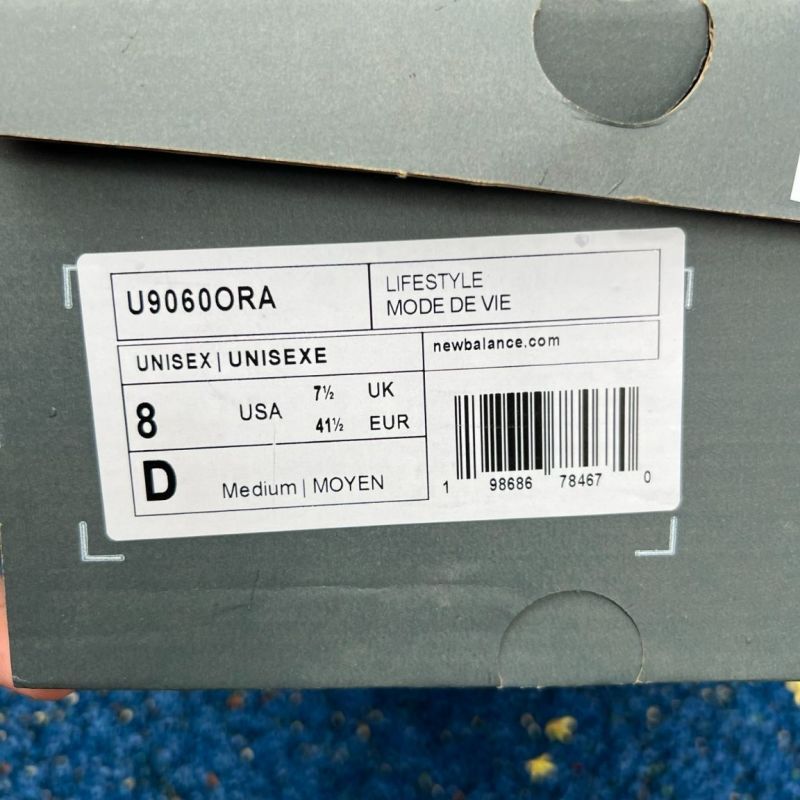 U9060ORA
LIFESTYLE
MODE DE VIE
UNISEX | UNISEXE
newbalance.com
8 USA 7½ UK
41½ EUR
D Medium | MOYEN
1 98686 78467 0